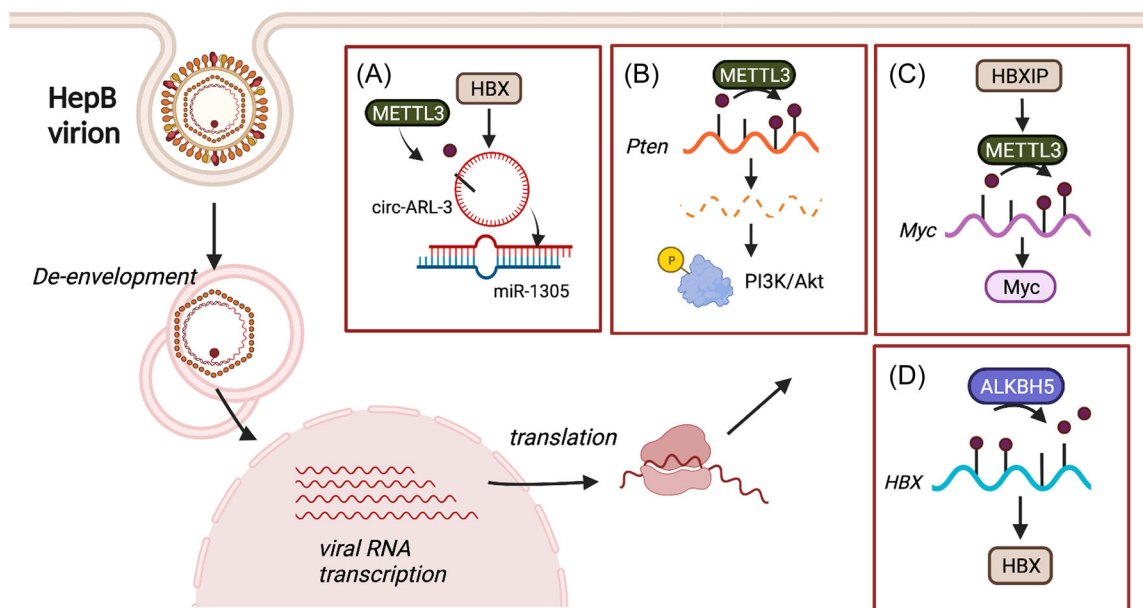 HepB
virion
De-envelopment
viral RNA
transcription
translation
(A)
HBX
METTL3
circ-ARL-3
miR-1305
(B)
METTL3
Pten
P
PI3K/Akt
(C)
HBXIP
METTL3
Myc
Myc
(D)
ALKBH5
HBX
HBX